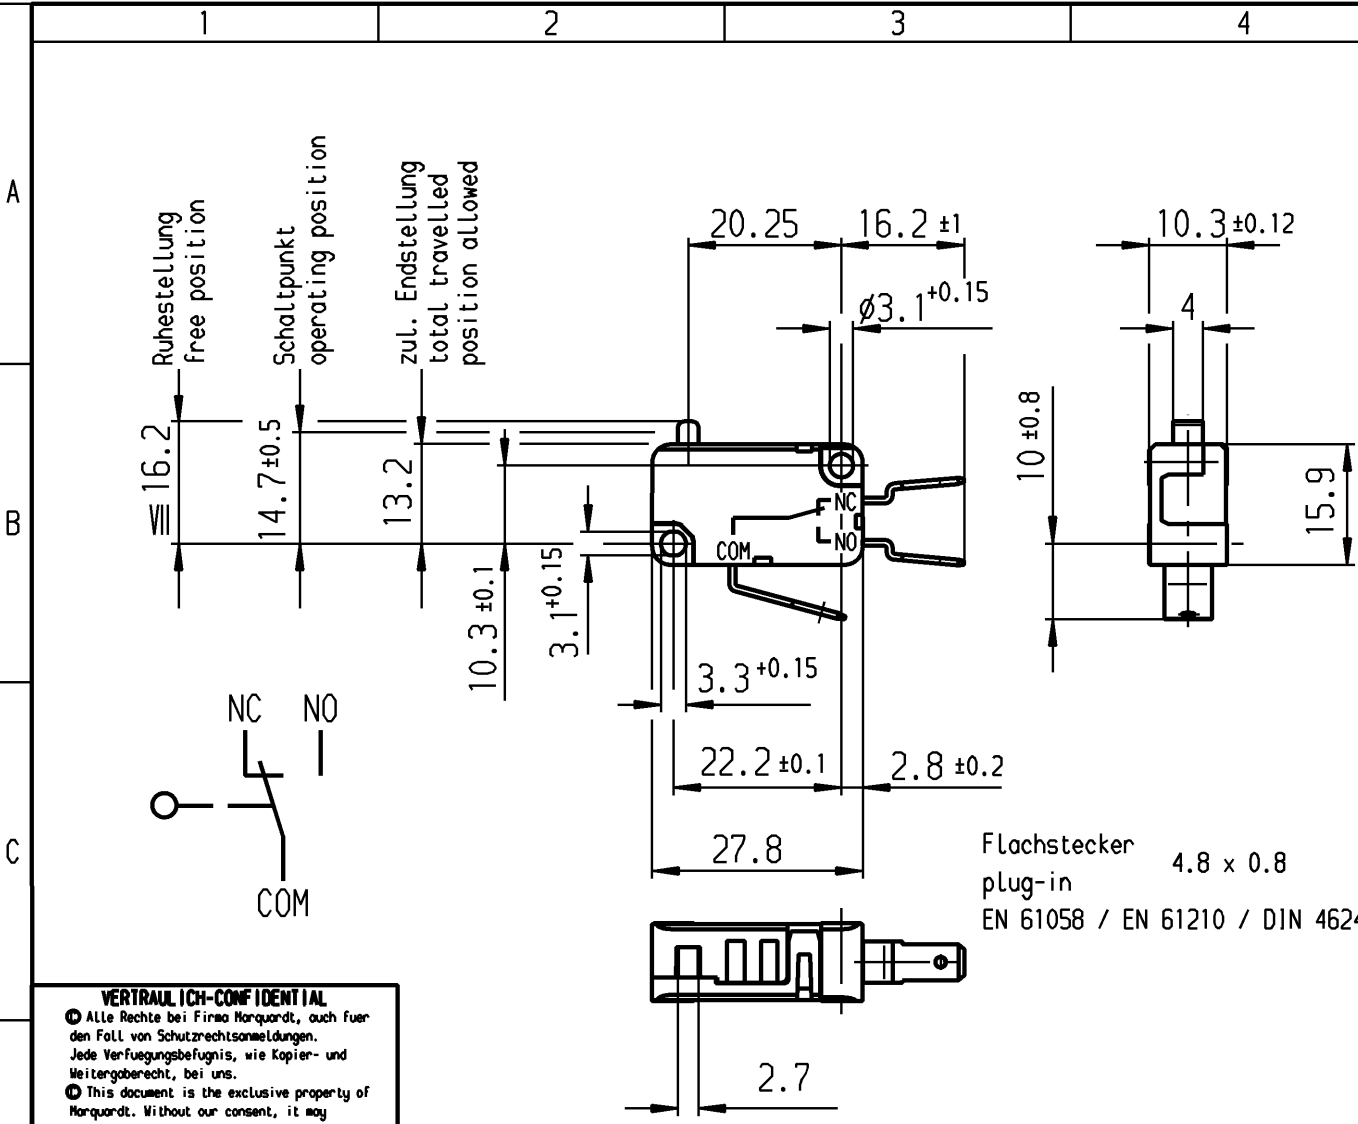 1 2 3 4
A
B
C
Ruhestellung
free position
Schaltpunkt
operating position
zul. Endstellung
total travelled
position allowed
20.25
16.2 ±1
10.3 ±0.12
ø3.1 +0.15
4
16.2
14.7 ±0.5
13.2
10.3 ±0.1
3.1 +0.15
10 ±0.8
15.9
NC
NO
COM
3.3 +0.15
22.2 ±0.1
2.8 ±0.2
27.8
NC NO
COM
Flachstecker
plug-in
4.8 x 0.8
EN 61058 / EN 61210 / DIN 4624
2.7
VERTRAULICH-CONFIDENTIAL
© Alle Rechte bei Firma Marquardt, auch fuer
den Fall von Schutzrechtsanmeldungen.
Jede Verfuegungsbefugnis, wie Kopier- und
Weitergaberecht, bei uns.
© This document is the exclusive property of
Marquardt. Without our consent, it may